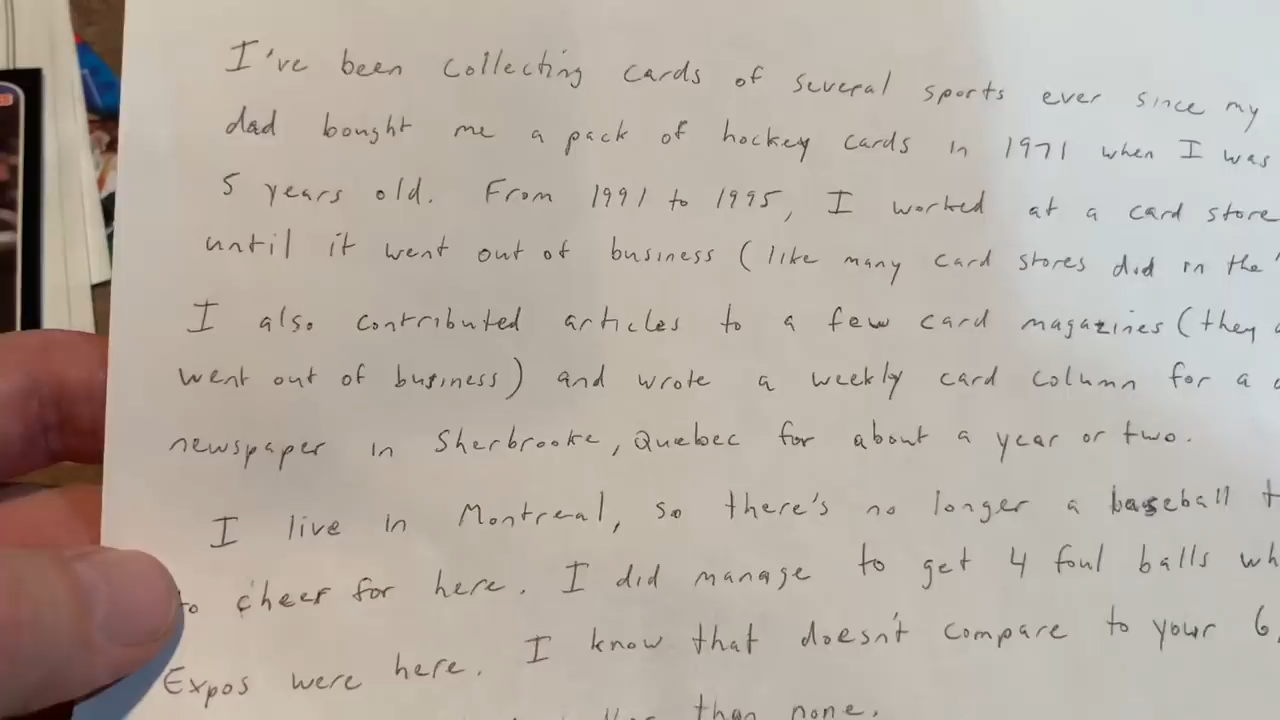 I've been collecting cards of several sports ever since my
dad bought me a pack of hockey cards in 1971 when I was
5 years old. From 1991 to 1995, I worked at a card store
until it went out of business (like many card stores did in the
I also contributed articles to a few card magazines (they
went out of business) and wrote a weekly card column for a
newspaper in Sherbrooke, Quebec for about a year or two.
I live in Montreal, so there's no longer a baseball
to cheer for here. I did manage to get 4 foul balls
Expos were here. I know that doesn't compare to your
than none.